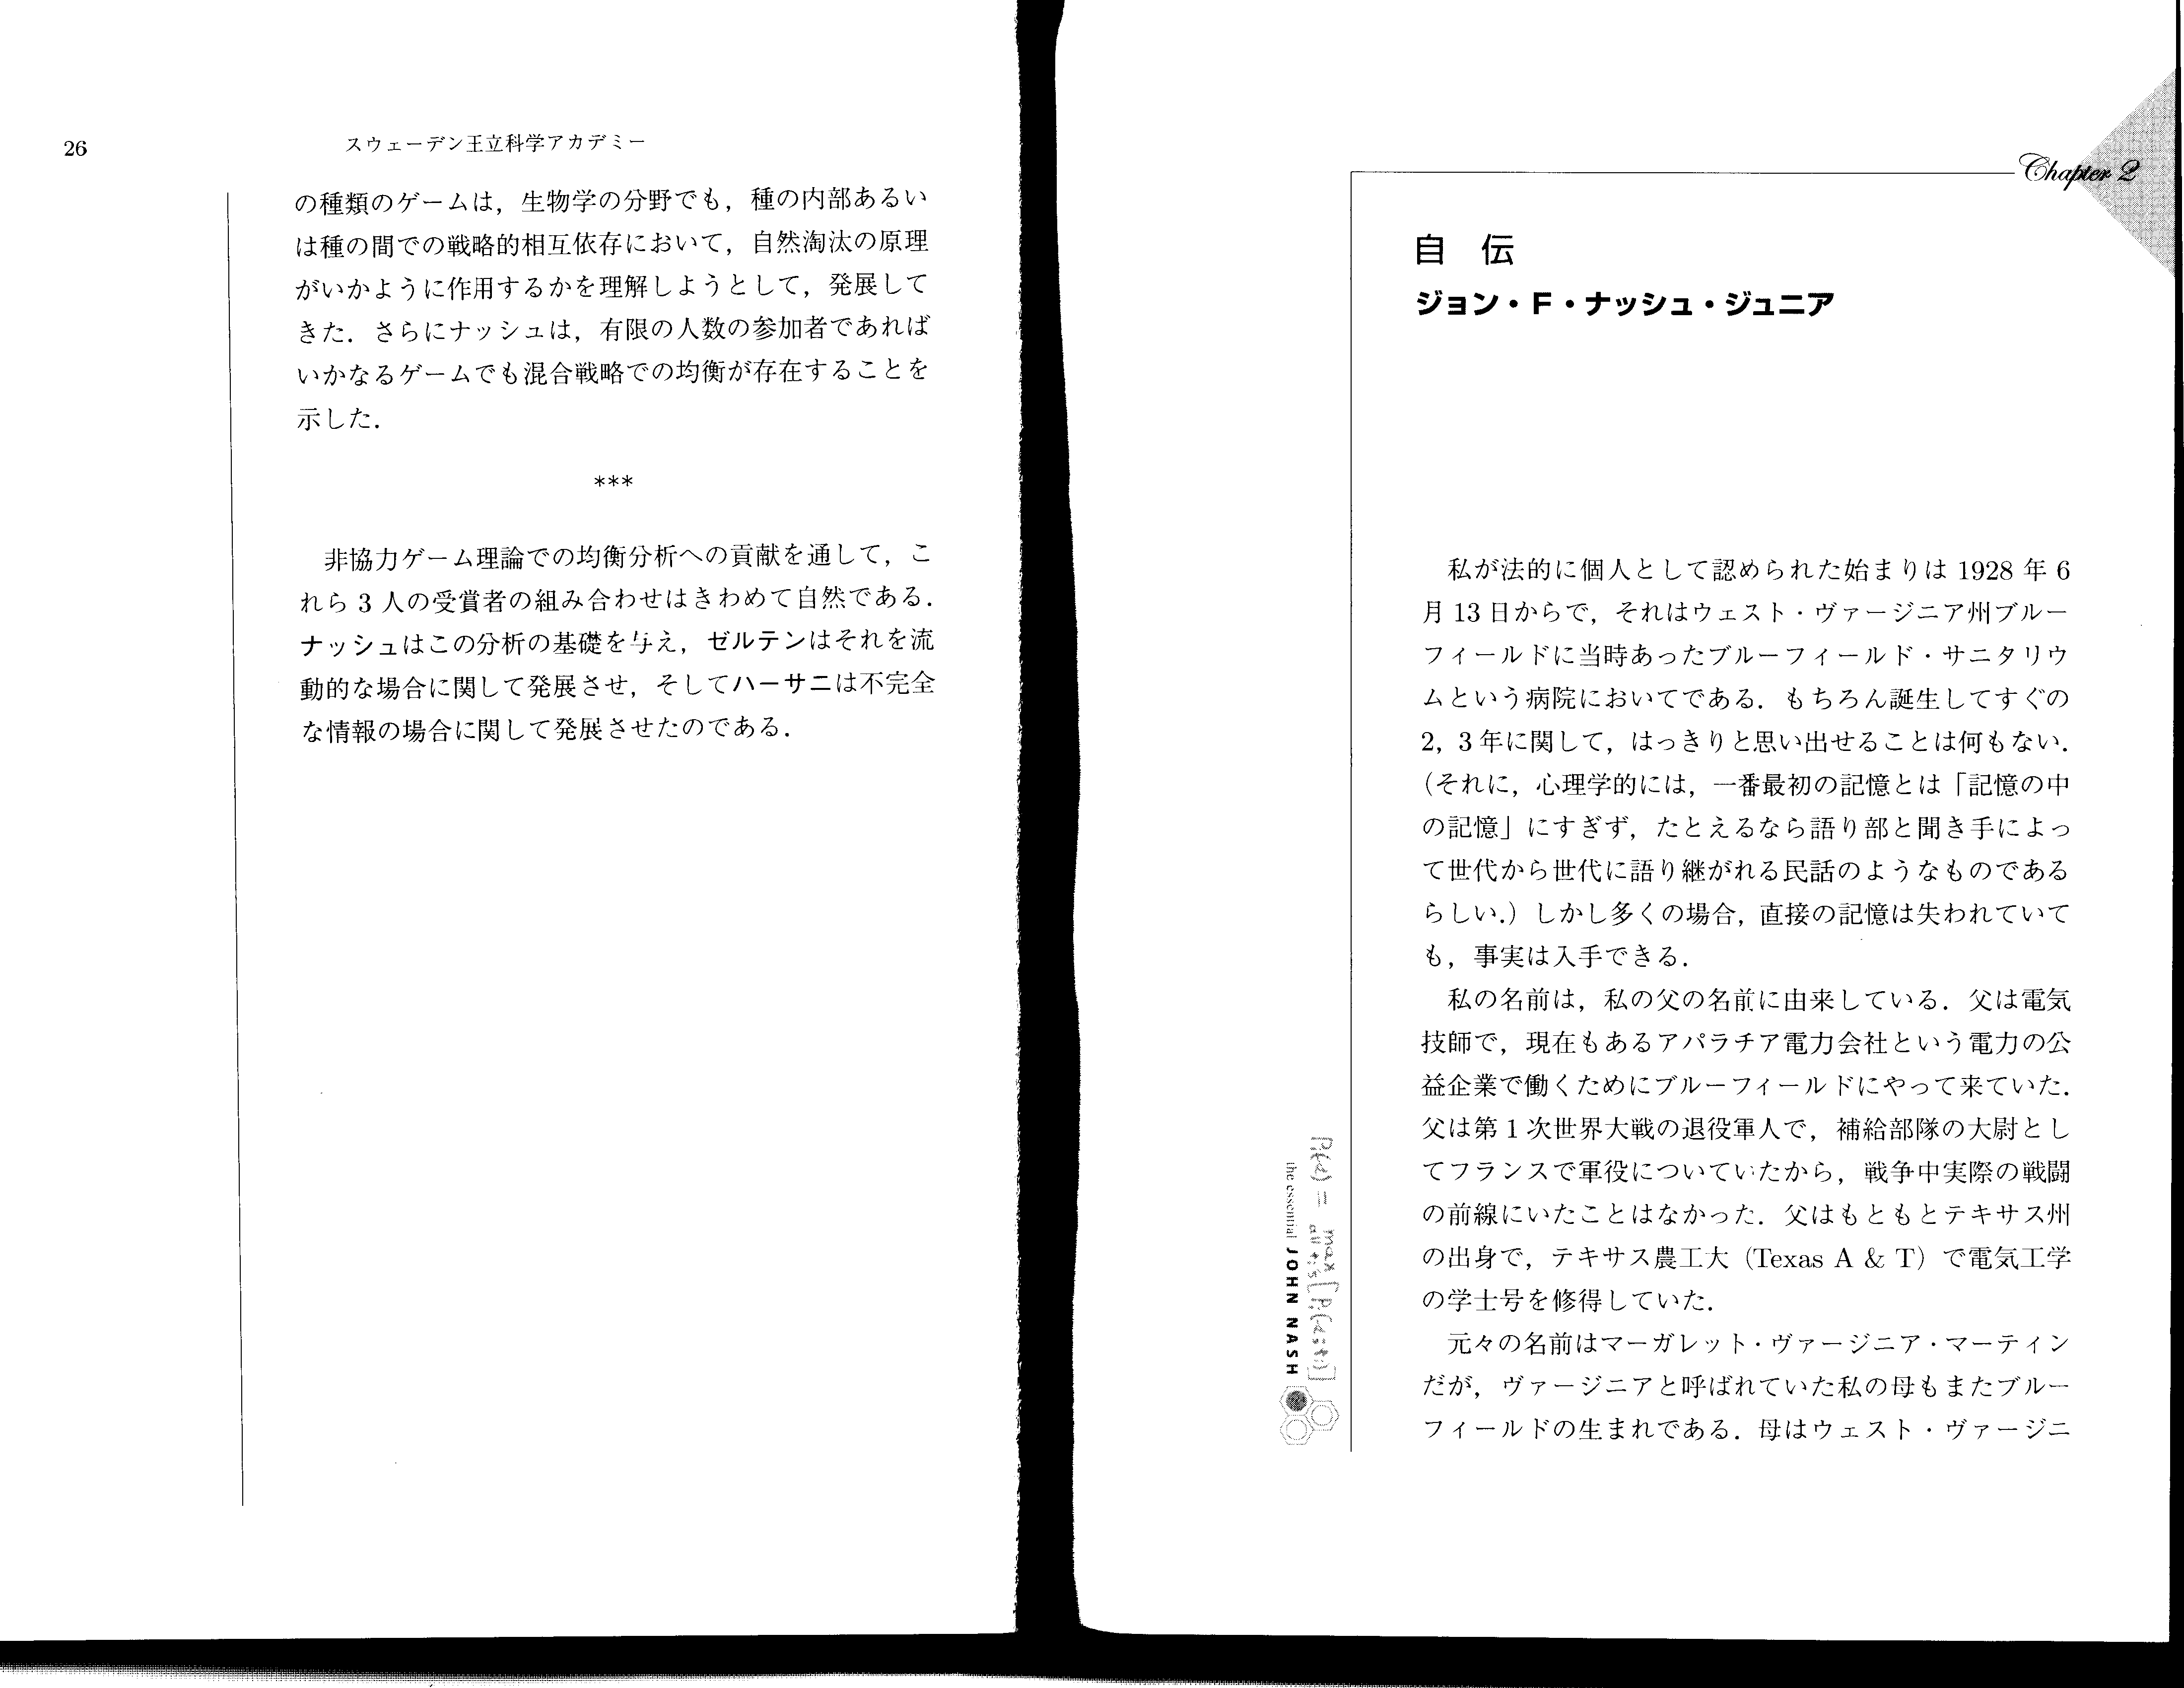 26
スウェーデン王立科学アカデミー
の種類のゲームは，生物学の分野でも，種の内部あるい
は種の間での戦略的相互依存において，自然淘汰の原理
がいかように作用するかを理解しようとして，発展して
きた．さらにナッシュは，有限の人数の参加者であれば
いかなるゲームでも混合戦略での均衡が存在することを
示した．
***
非協力ゲーム理論での均衡分析への貢献を通して，こ
れら 3 人の受賞者の組み合わせはきわめて自然である．
ナッシュはこの分析の基礎を与え，ゼルテンはそれを流
動的な場合に関して発展させ，そしてハーサニは不完全
な情報の場合に関して発展させたのである．
Chapter 2
自 伝
ジョン・F・ナッシュ・ジュニア
私が法的に個人として認められた始まりは 1928 年 6
月 13 日からで，それはウェスト・ヴァージニア州ブルー
フィールドに当時あったブルーフィールド・サニタリウ
ムという病院においてである．もちろん誕生してすぐの
2，3 年に関して，はっきりと思い出せることは何もない．
（それに，心理学的には，一番最初の記憶とは「記憶の中
の記憶」にすぎず，たとえるなら語り部と聞き手によっ
て世代から世代に語り継がれる民話のようなものである
らしい．）しかし多くの場合，直接の記憶は失われていて
も，事実は入手できる．
私の名前は，私の父の名前に由来している．父は電気
技師で，現在もあるアパラチア電力会社という電力の公
益企業で働くためにブルーフィールドにやって来ていた．
父は第 1 次世界大戦の退役軍人で，補給部隊の大尉とし
てフランスで軍役についていたから，戦争中実際の戦闘
の前線にいたことはなかった．父はもともとテキサス州
の出身で，テキサス農工大（Texas A & T）で電気工学
の学士号を修得していた．
元々の名前はマーガレット・ヴァージニア・マーティン
だが，ヴァージニアと呼ばれていた私の母もまたブルー
フィールドの生まれである．母はウェスト・ヴァージニ
the essential JOHN NASH